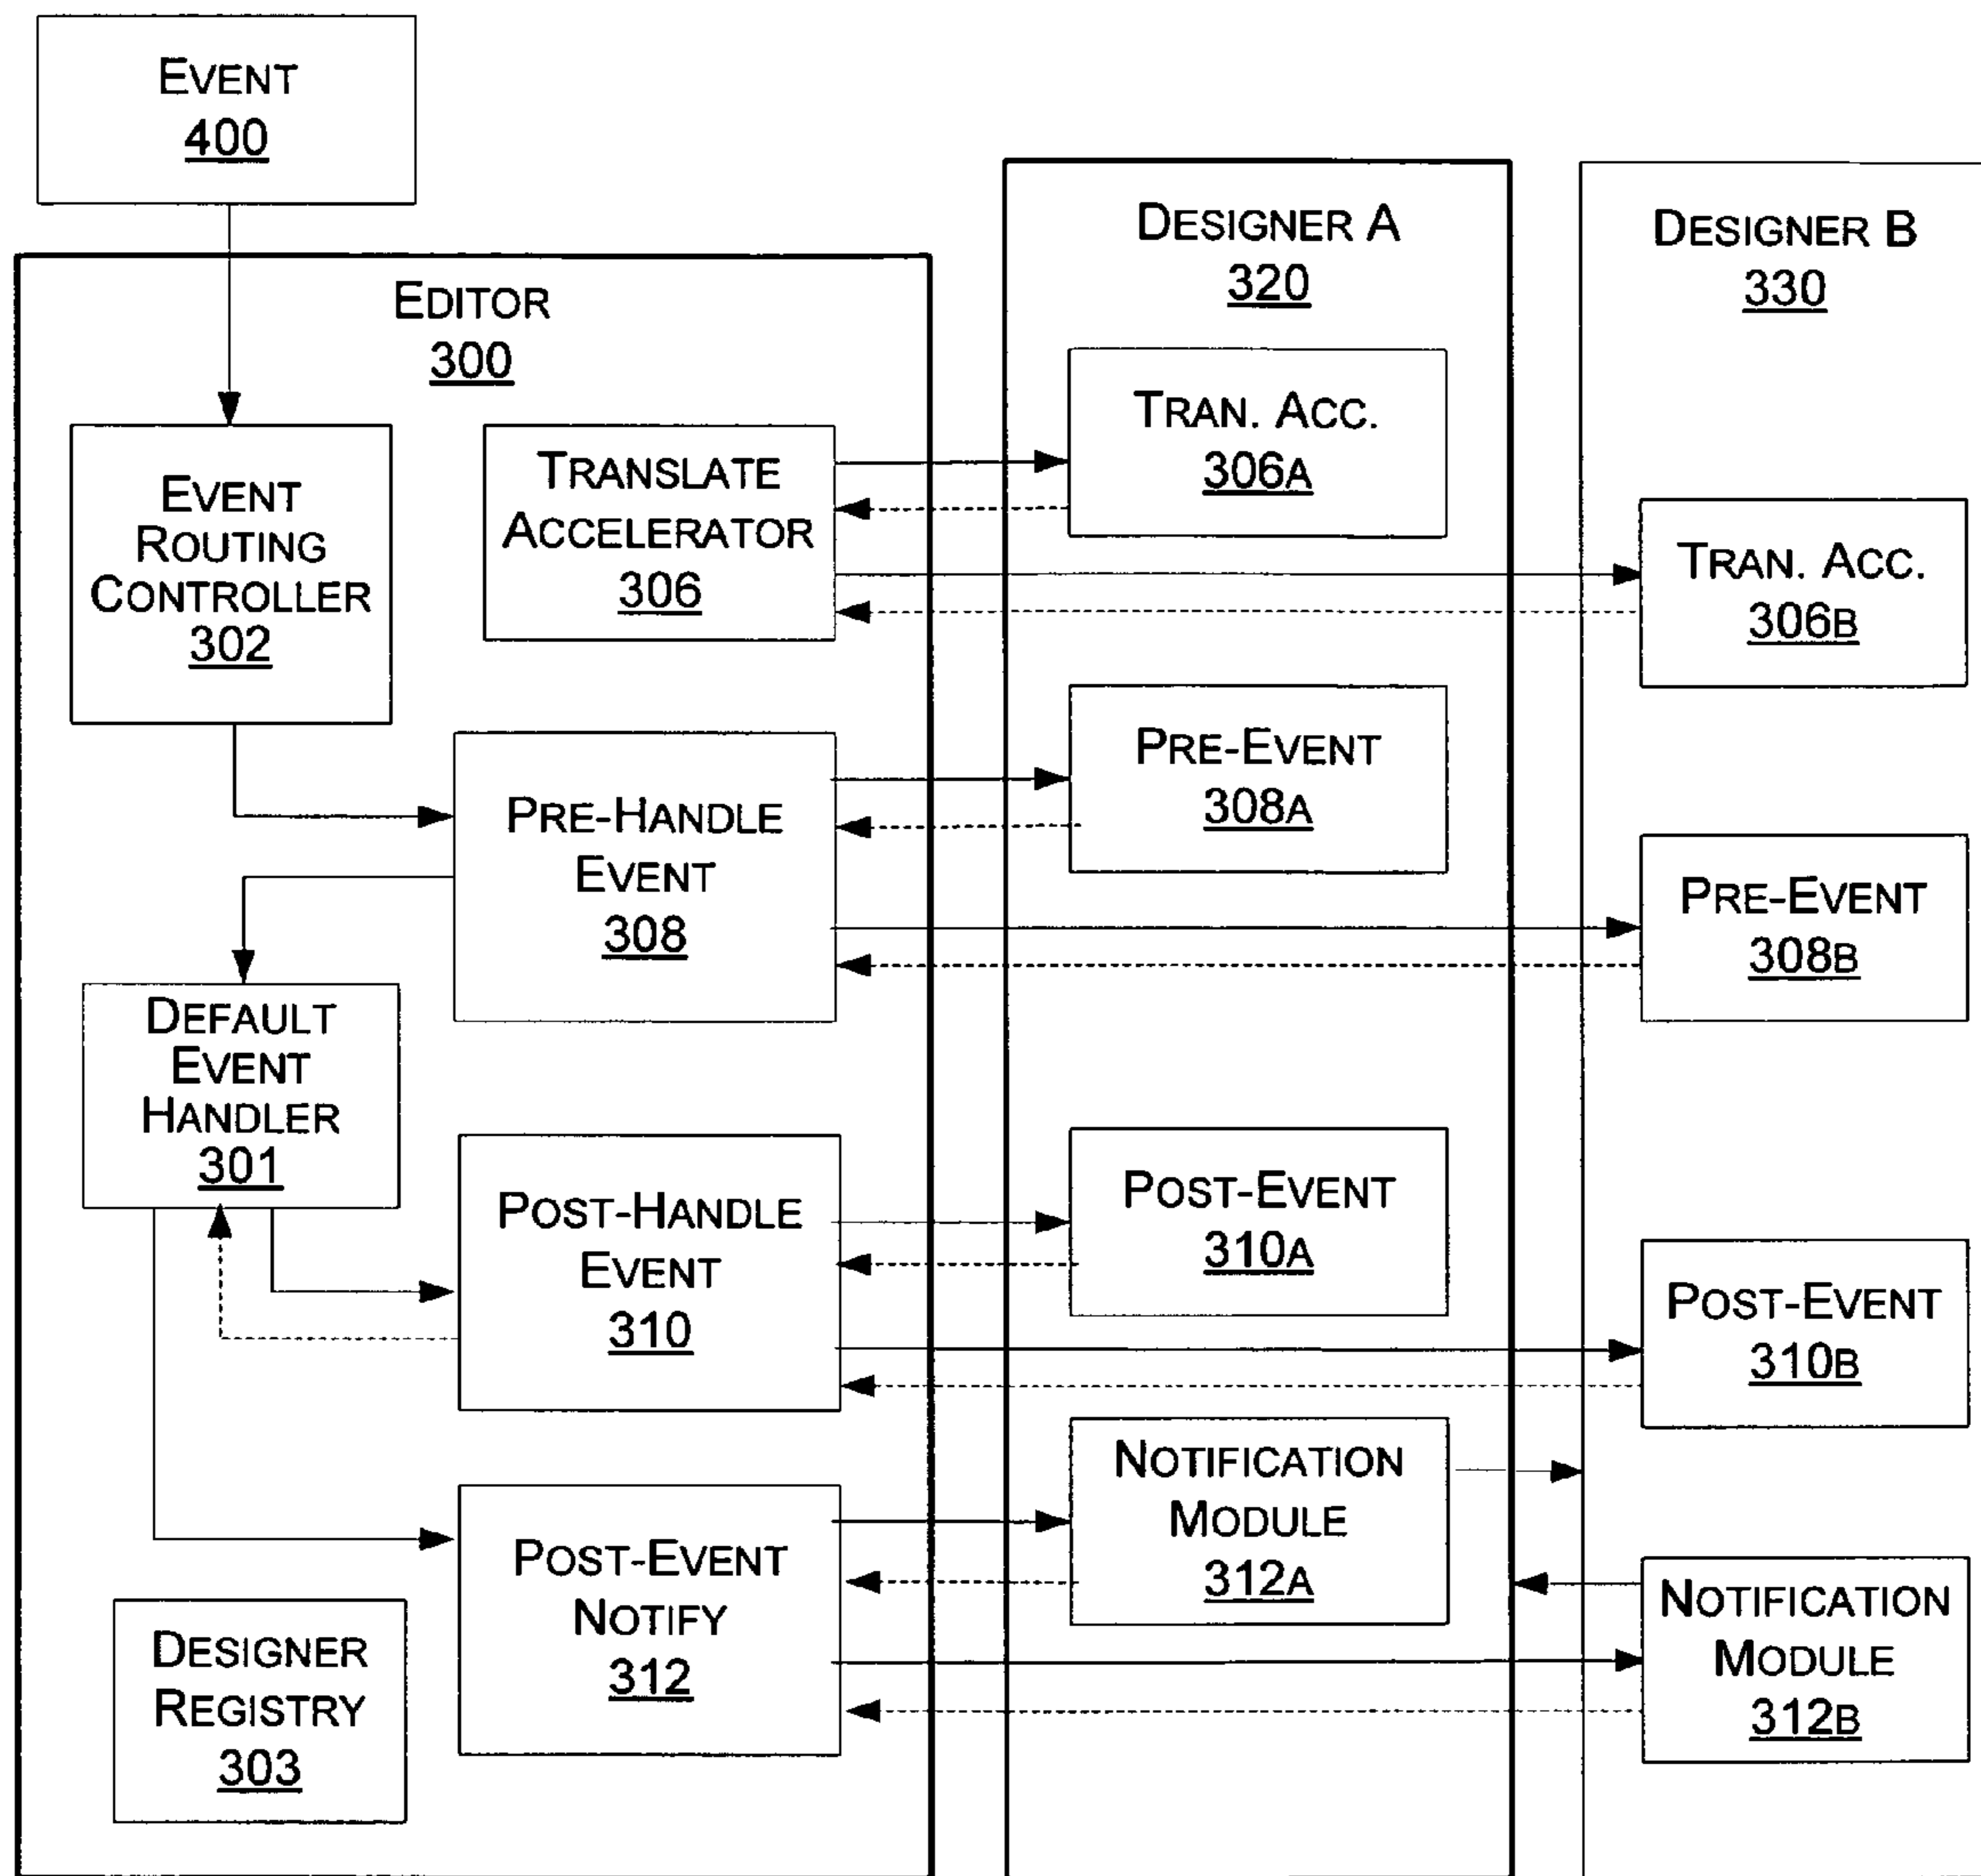 EVENT
400
EDITOR
300
EVENT
ROUTING
CONTROLLER
302
TRANSLATE
ACCELERATOR
306
PRE-HANDLE
EVENT
308
DEFAULT
EVENT
HANDLER
301
POST-HANDLE
EVENT
310
POST-EVENT
NOTIFY
312
DESIGNER
REGISTRY
303
DESIGNER A
320
TRAN. ACC.
306A
PRE-EVENT
308A
POST-EVENT
310A
NOTIFICATION
MODULE
312A
DESIGNER B
330
TRAN. ACC.
306B
PRE-EVENT
308B
POST-EVENT
310B
NOTIFICATION
MODULE
312B